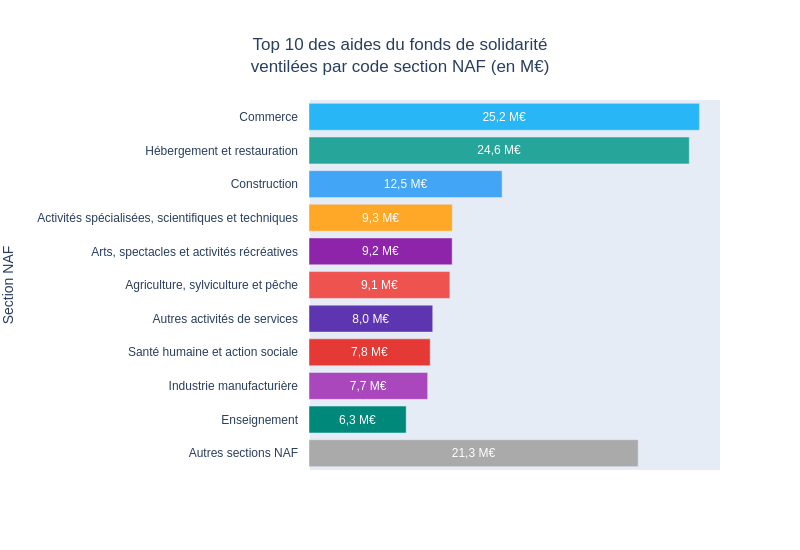 Top 10 des aides du fonds de solidarité
ventilées par code section NAF (en M€)
Section NAF
Commerce 25,2 M€
Hébergement et restauration 24,6 M€
Construction 12,5 M€
Activités spécialisées, scientifiques et techniques 9,3 M€
Arts, spectacles et activités récréatives 9,2 M€
Agriculture, sylviculture et pêche 9,1 M€
Autres activités de services 8,0 M€
Santé humaine et action sociale 7,8 M€
Industrie manufacturière 7,7 M€
Enseignement 6,3 M€
Autres sections NAF 21,3 M€